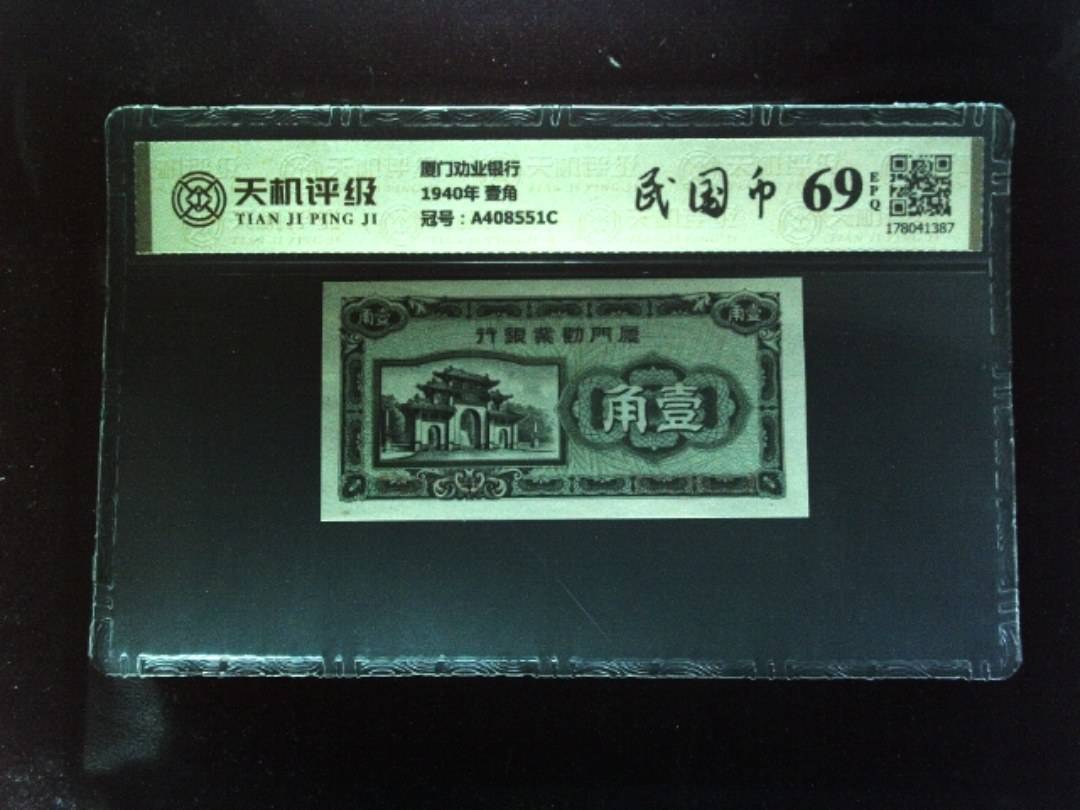 天机评级
TIAN JI PING JI
厦门劝业银行
1940年 壹角
冠号：A408551C
民国币
69
EPQ
178041387
角壹
角壹
行銀業勸門厦
角壹